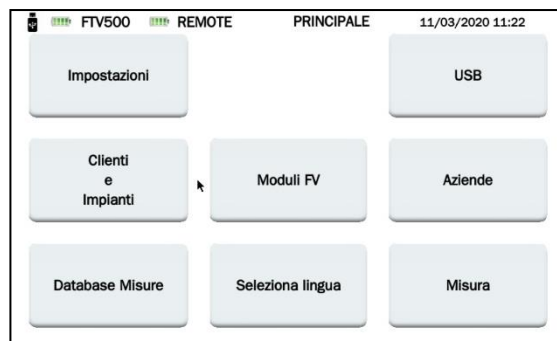 FTV500 REMOTE PRINCIPALE 11/03/2020 11:22
Impostazioni USB
Clienti
e
Impianti
Moduli FV
Aziende
Database Misure Seleziona lingua Misura